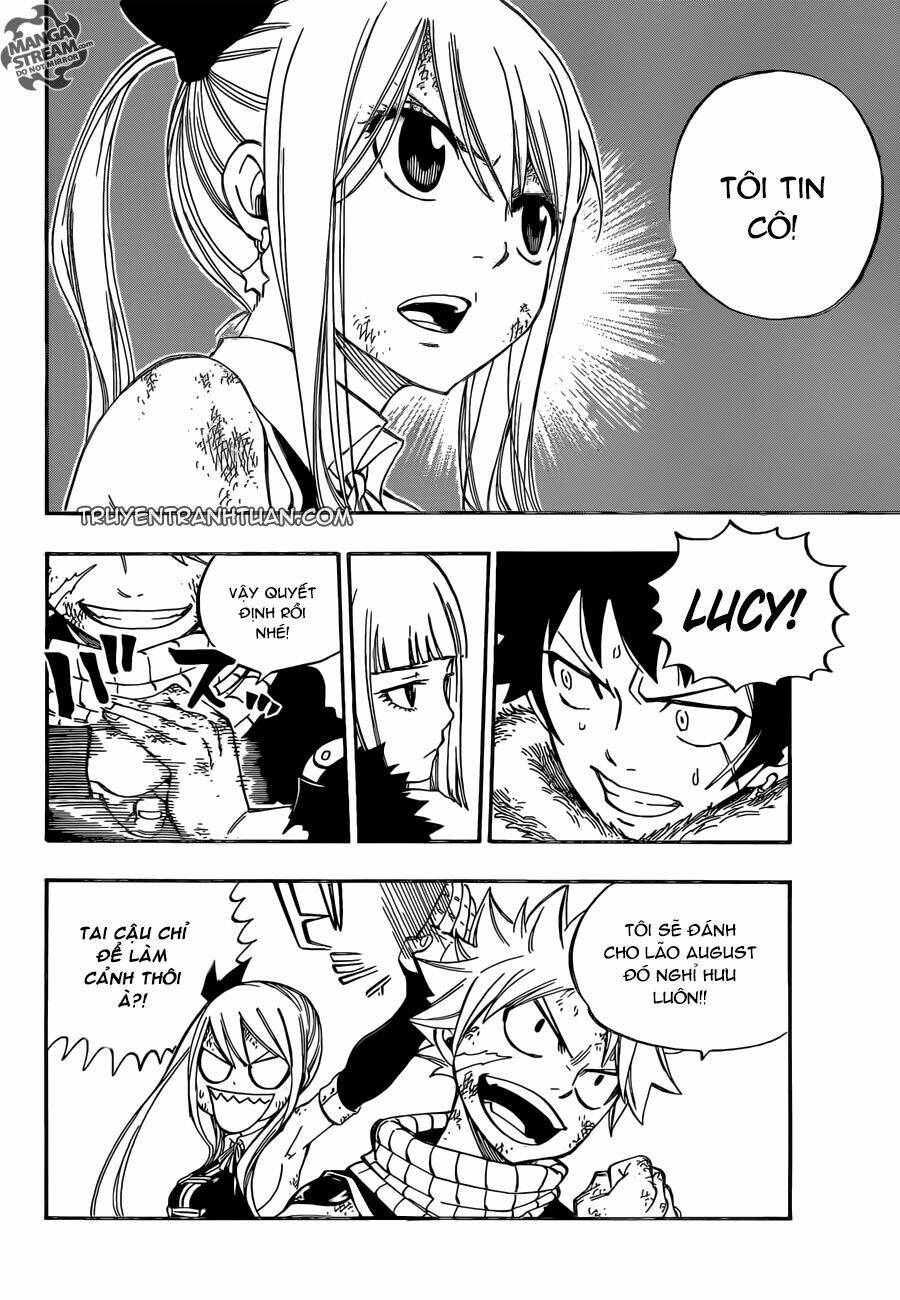 MANGA
STREAM.com
DO NOT MIRROR!
TÔI TIN
CÔ!
TRUYENTRANHTUAN.COM
LUCY!
VẬY QUYẾT
ĐỊNH RỒI
NHÉ!
TÔI SẼ ĐÁNH
CHO LÃO AUGUST
ĐÓ NGHỈ HƯU
LUÔN!!
TAI CẬU CHỈ
ĐỂ LÀM
CẢNH THÔI
À?!